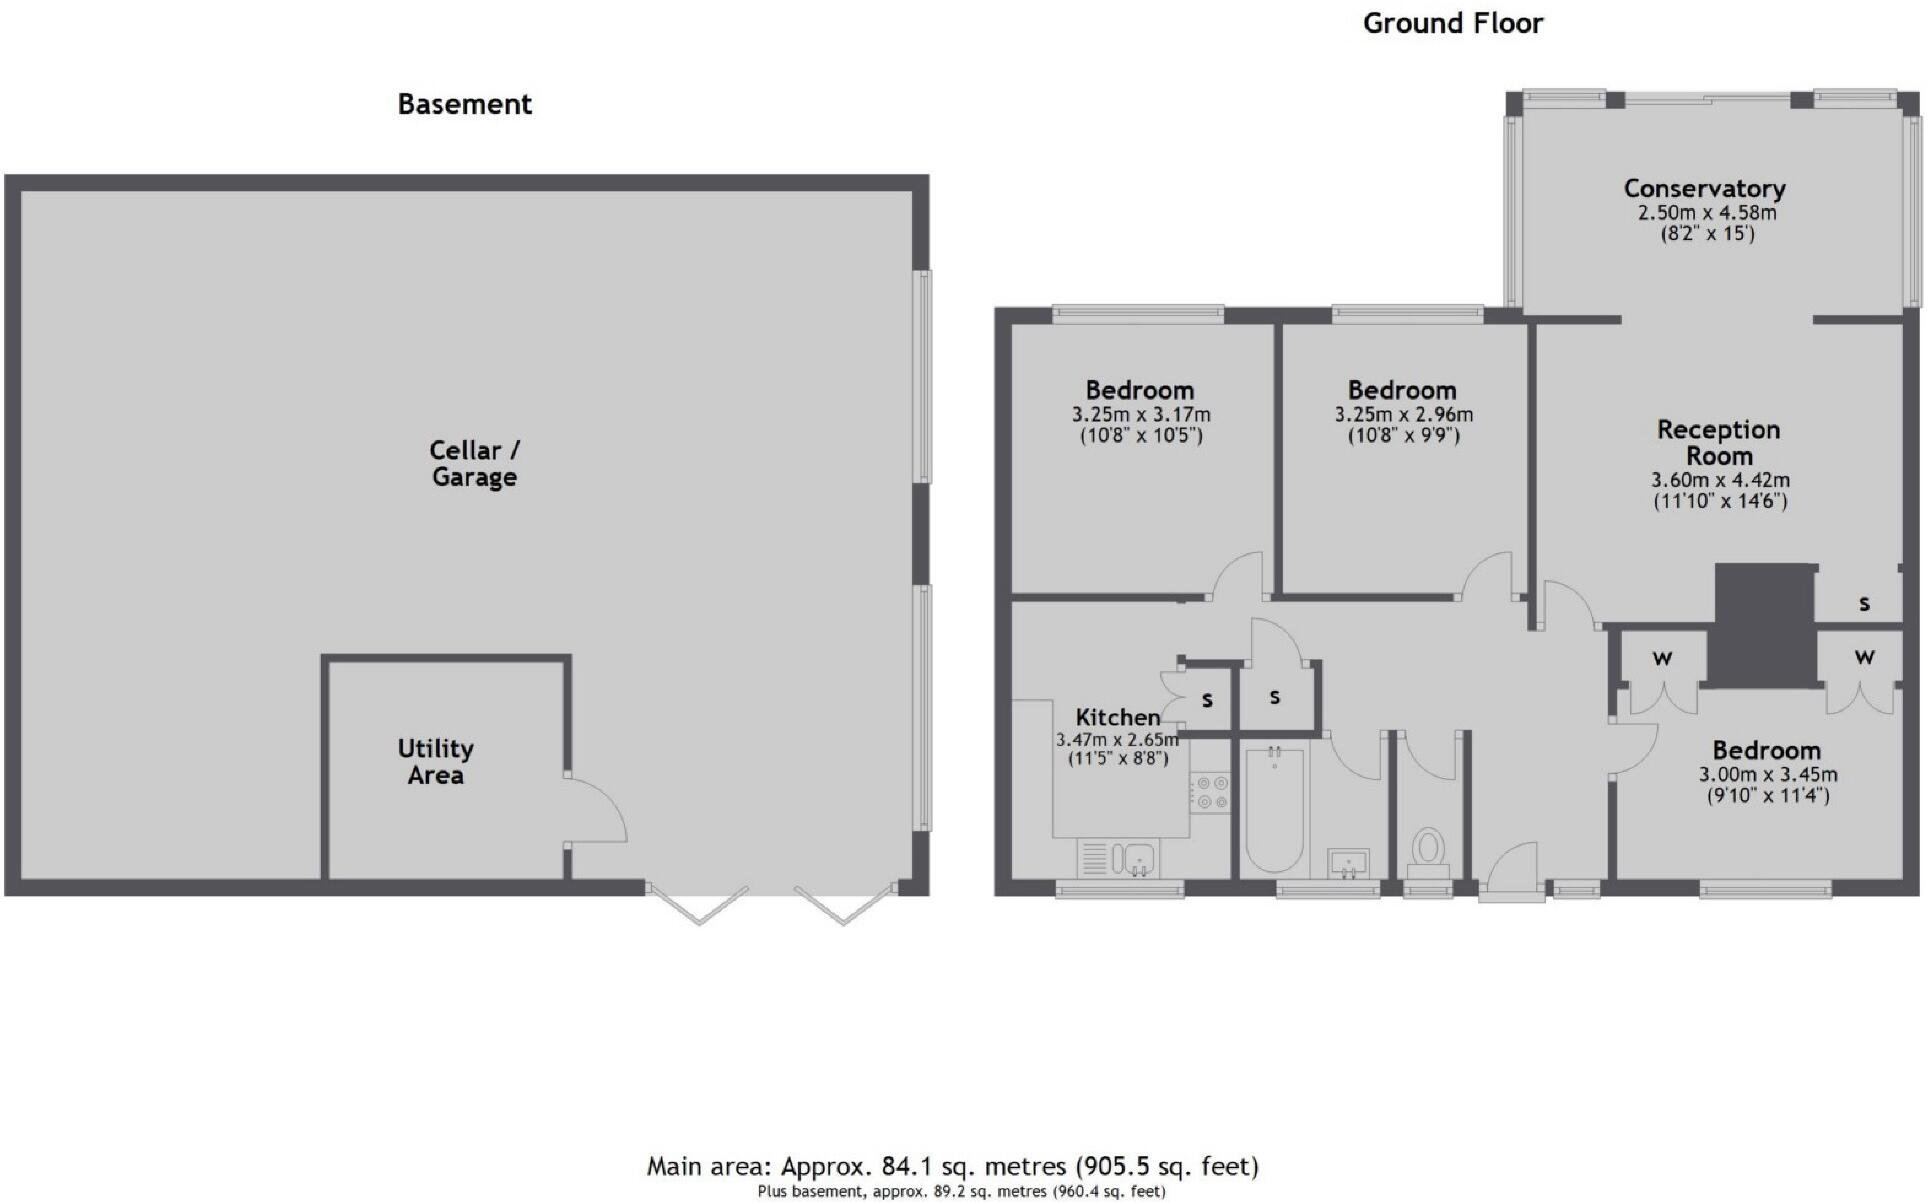 Ground Floor
Basement
Conservatory
2.50m x 4.58m
(8'2" x 15')
Bedroom
3.25m x 3.17m
(10'8" x 10'5")
Bedroom
3.25m x 2.96m
(10'8" x 9'9")
Reception
Room
3.60m x 4.42m
(11'10" x 14'6")
Cellar /
Garage
S
W
W
S
S
Kitchen
3.47m x 2.65m
(11'5" x 8'8")
Utility
Area
Bedroom
3.00m x 3.45m
(9'10" x 11'4")
Main area: Approx. 84.1 sq. metres (905.5 sq. feet)
Plus basement, approx. 89.2 sq. metres (960.4 sq. feet)